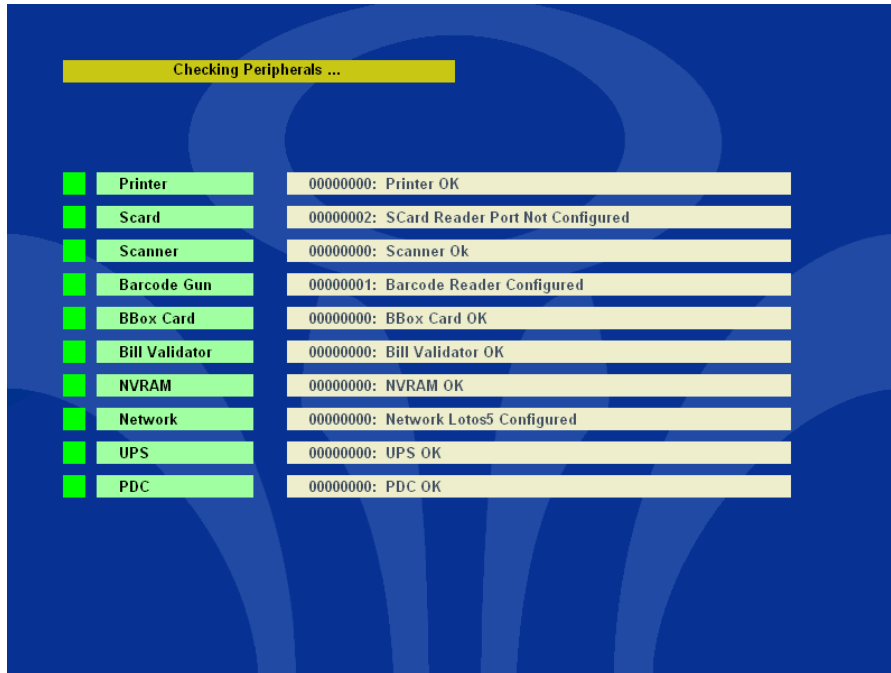 Checking Peripherals ...
Printer 00000000: Printer OK
Scard 00000002: SCard Reader Port Not Configured
Scanner 00000000: Scanner Ok
Barcode Gun 00000001: Barcode Reader Configured
BBox Card 00000000: BBox Card OK
Bill Validator 00000000: Bill Validator OK
NVRAM 00000000: NVRAM OK
Network 00000000: Network Lotos5 Configured
UPS 00000000: UPS OK
PDC 00000000: PDC OK